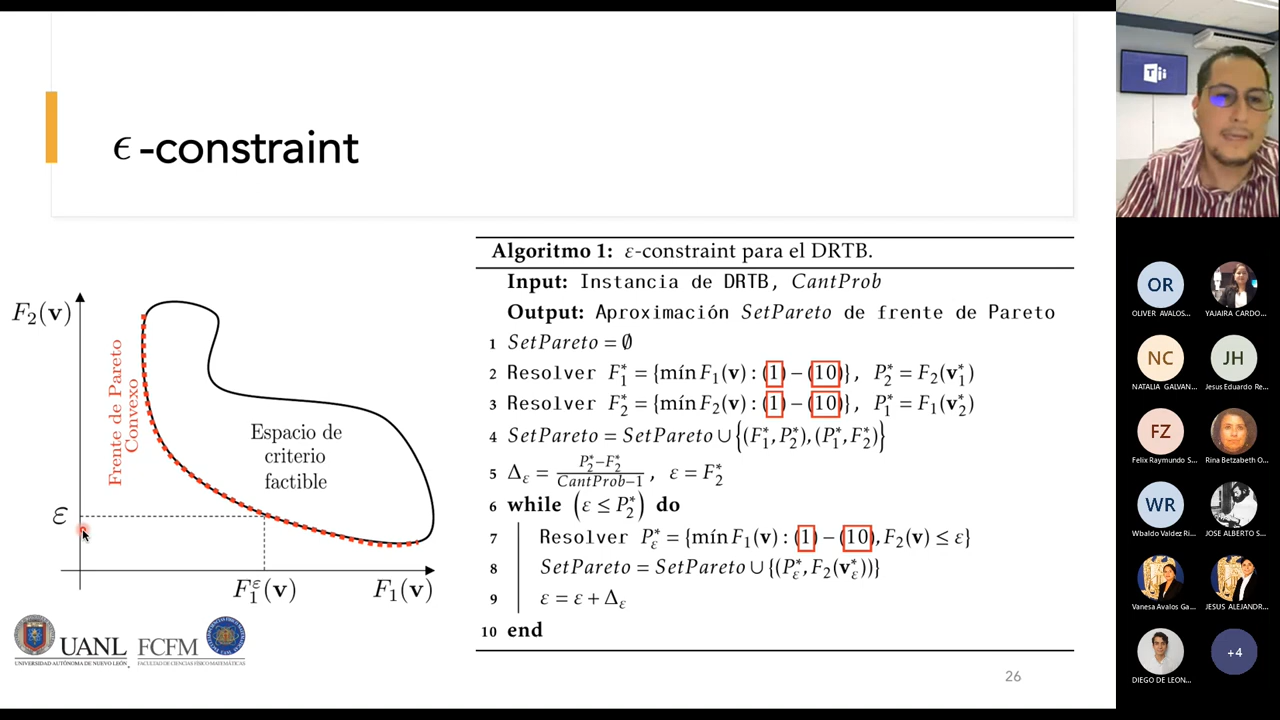 ϵ -constraint
Algoritmo 1: ε-constraint para el DRTB.
Input: Instancia de DRTB, CantProb
Output: Aproximación SetPareto de frente de Pareto
1 SetPareto = ∅
2 Resolver F₁* = {mín F₁(v) : (1) − (10)}, P₂* = F₂(v₁*)
3 Resolver F₂* = {mín F₂(v) : (1) − (10)}, P₁* = F₁(v₂*)
4 SetPareto = SetPareto ∪ {(F₁*, P₂*), (P₁*, F₂*)}
5 Δ_ε = (P₂* − F₂*)/(CantProb−1), ε = F₂*
6 while (ε ≤ P₂*) do
7 Resolver P_ε* = {mín F₁(v) : (1) − (10), F₂(v) ≤ ε}
8 SetPareto = SetPareto ∪ {(P_ε*, F₂(v_ε*))}
9 ε = ε + Δ_ε
10 end
F₂(v)
Frente de Pareto
Convexo
Espacio de
criterio
factible
ε
F₁^ε(v)
F₁(v)
UANL
UNIVERSIDAD AUTÓNOMA DE NUEVO LEÓN
FCFM
FACULTAD DE CIENCIAS FÍSICO MATEMÁTICAS
26
OR
OLIVER AVALOS...
YAJAIRA CARDO...
NC
NATALIA GALVAN...
JH
Jesus Eduardo Re...
FZ
Felix Raymundo S...
Rina Betzabeth O...
WR
Wbaldo Valdez Ri...
JOSE ALBERTO S...
Vanesa Avalos Ga...
JESUS ALEJANDR...
DIEGO DE LEON...
+4